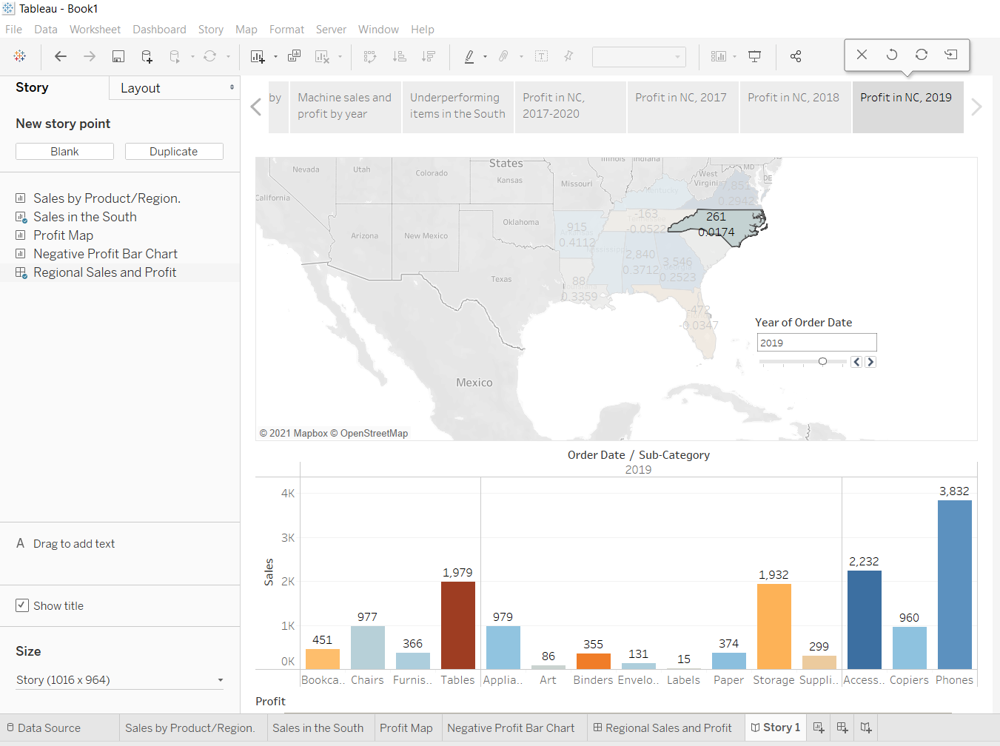 Tableau - Book1
File Data Worksheet Dashboard Story Map Format Server Window Help
Story
Layout
New story point
Blank
Duplicate
Sales by Product/Region.
Sales in the South
Profit Map
Negative Profit Bar Chart
Regional Sales and Profit
A Drag to add text
Show title
Size
Story (1016 x 964)
by
Machine sales and
profit by year
Underperforming
items in the South
Profit in NC,
2017-2020
Profit in NC, 2017
Profit in NC, 2018
Profit in NC, 2019
States
Nevada
Utah
Colorado
Kansas
Missouri
Illinois
Indiana
West
Virginia
MD
DE
California
Kentucky
7,851
0.2942
Arizona
New Mexico
Oklahoma
Texas
915
0.4112
-163
-0.0522
261
0.0174
2,840
0.3712
3,546
0.2523
88
0.3359
-472
-0.0347
Mexico
Year of Order Date
2019
© 2021 Mapbox © OpenStreetMap
Order Date / Sub-Category
2019
Sales
4K
3K
2K
1K
0K
451
977
366
1,979
979
86
355
131
15
374
1,932
299
2,232
960
3,832
Bookca.. Chairs Furnis.. Tables Applia.. Art Binders Envelo.. Labels Paper Storage Suppli.. Access.. Copiers Phones
Profit
Data Source
Sales by Product/Region.
Sales in the South
Profit Map
Negative Profit Bar Chart
Regional Sales and Profit
Story 1